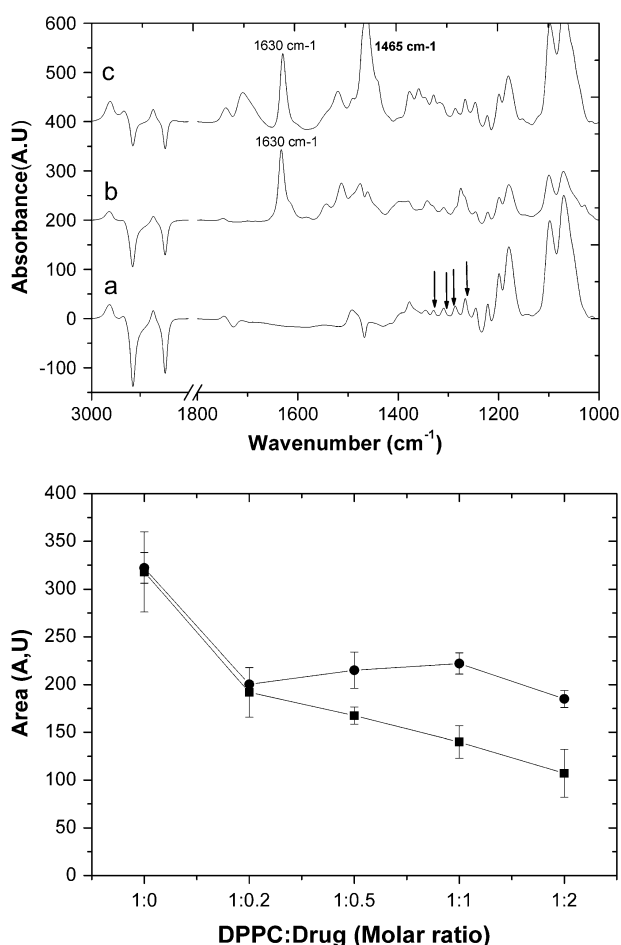 600
500
400
300
200
100
0
-100
Absorbance(A.U)
c
b
a
1630 cm-1
1465 cm-1
1630 cm-1
3000 1800 1600 1400 1200 1000
Wavenumber (cm-1)
400
350
300
250
200
150
100
50
0
Area (A,U)
1:0 1:0.2 1:0.5 1:1 1:2
DPPC:Drug (Molar ratio)